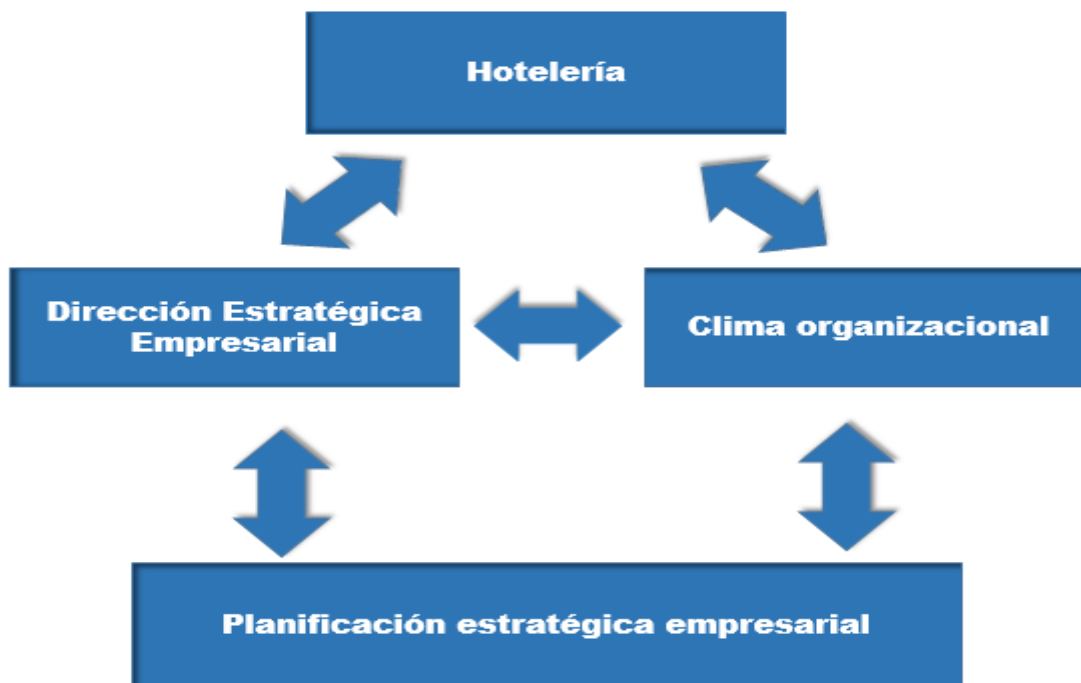 Hotelería
Dirección Estratégica
Empresarial
Clima organizacional
Planificación estratégica empresarial